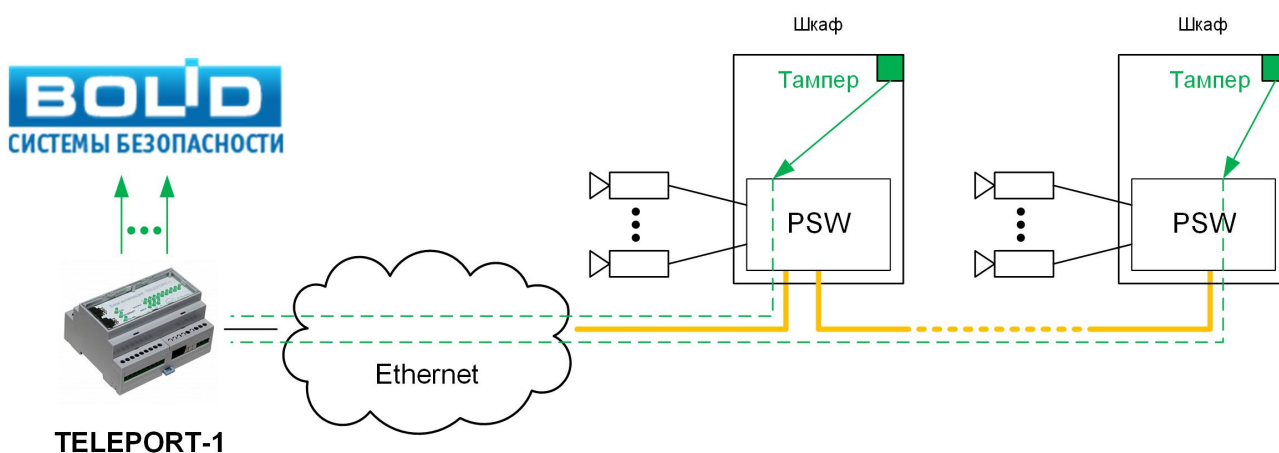 Шкаф
Шкаф
BOLID
СИСТЕМЫ БЕЗОПАСНОСТИ
Тампер
Тампер
PSW
PSW
Ethernet
TELEPORT-1